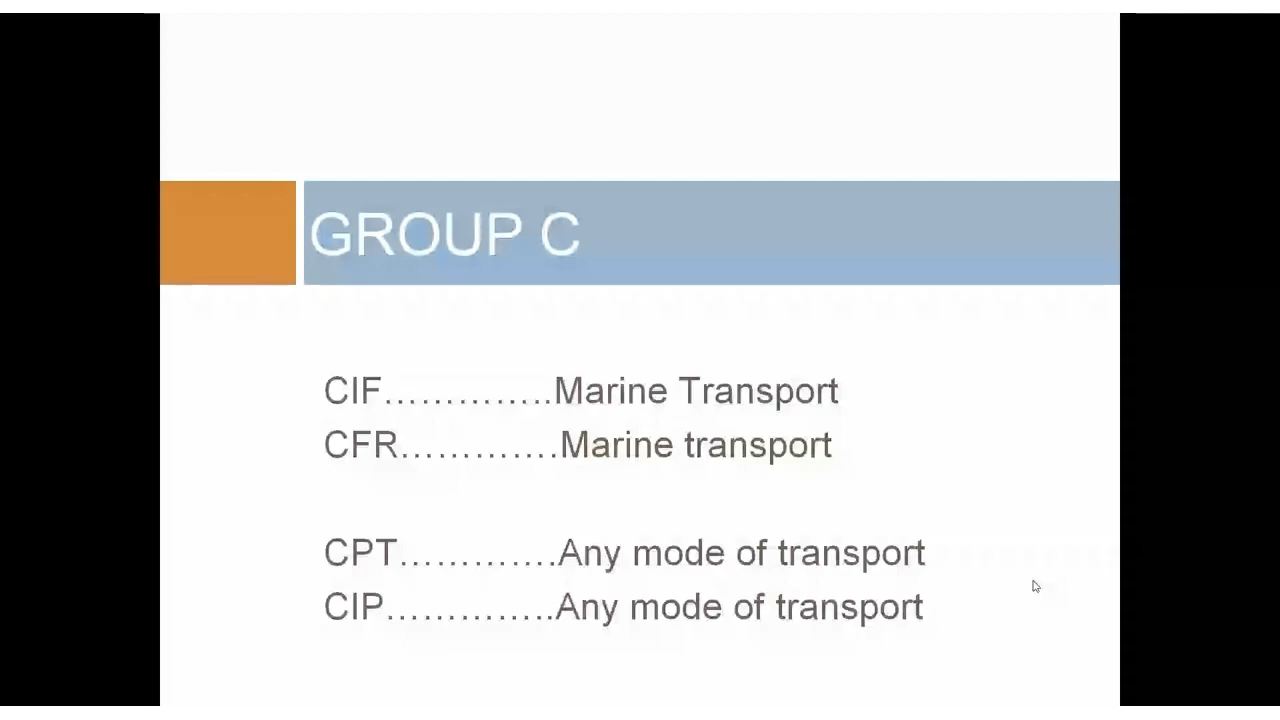 GROUP C
CIF…………..Marine Transport
CFR………….Marine transport
CPT………….Any mode of transport
CIP…………..Any mode of transport